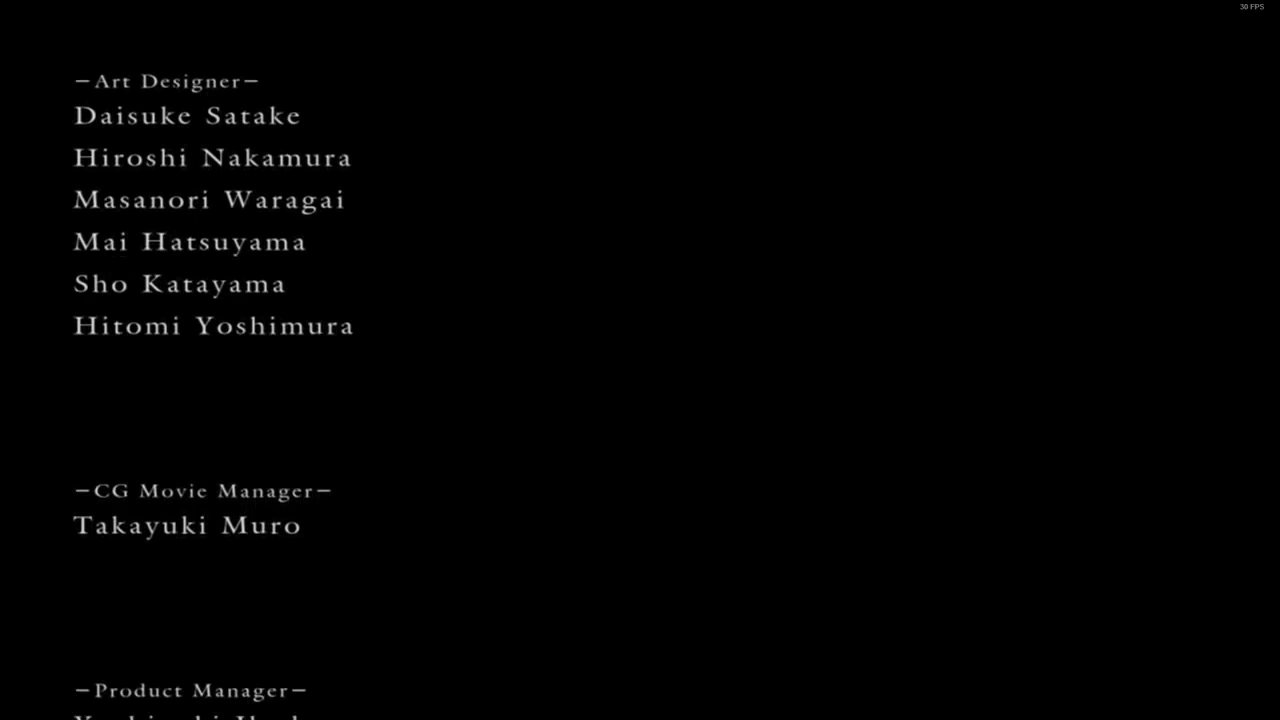 30 FPS
—Art Designer—
Daisuke Satake
Hiroshi Nakamura
Masanori Waragai
Mai Hatsuyama
Sho Katayama
Hitomi Yoshimura
—CG Movie Manager—
Takayuki Muro
—Product Manager—